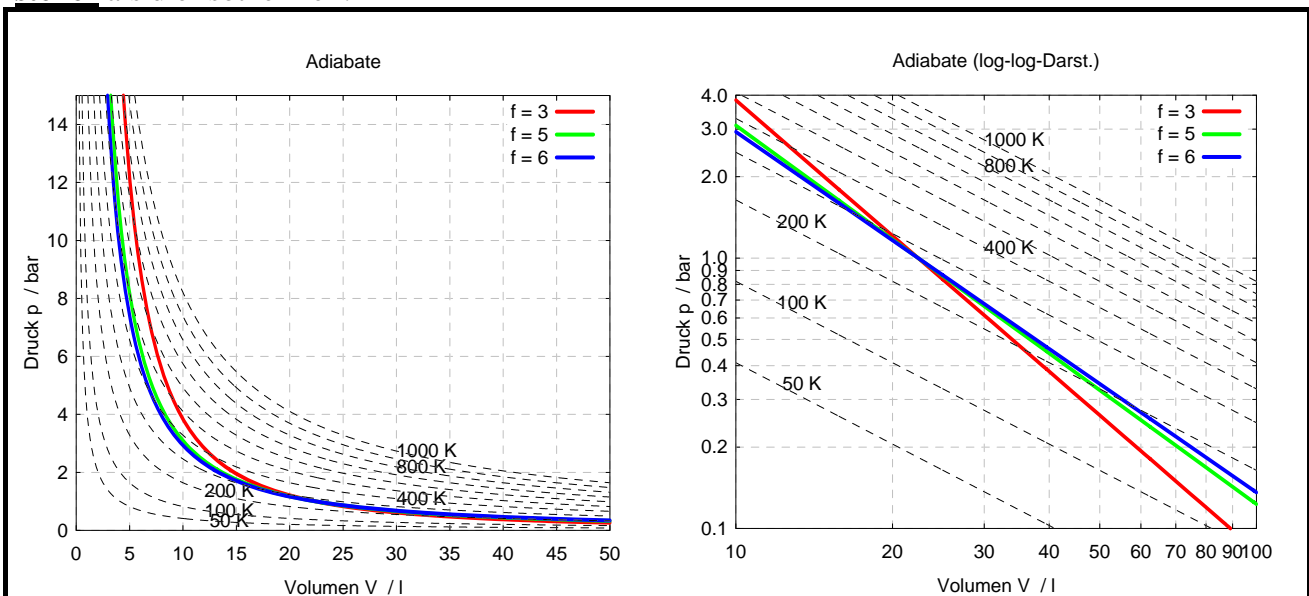 Adiabate
f = 3
f = 5
f = 6
1000 K
800 K
400 K
200 K
100 K
50 K
14
12
10
8
6
4
2
0
0 5 10 15 20 25 30 35 40 45 50
Druck p / bar
Volumen V / l
Adiabate (log-log-Darst.)
f = 3
f = 5
f = 6
1000 K
800 K
400 K
200 K
100 K
50 K
4.0
3.0
2.0
1.0
0.9
0.8
0.7
0.6
0.5
0.4
0.3
0.2
0.1
10 20 30 40 50 60 70 80 90 100
Druck p / bar
Volumen V / l